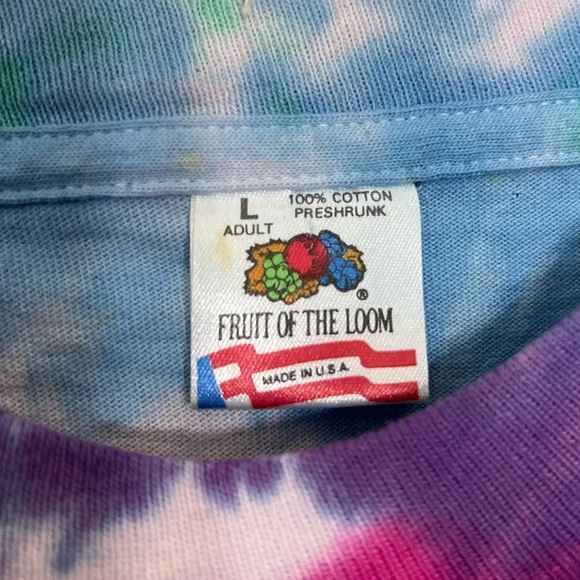 L
ADULT
100% COTTON
PRESHRUNK
®
FRUIT OF THE LOOM
MADE IN U.S.A.